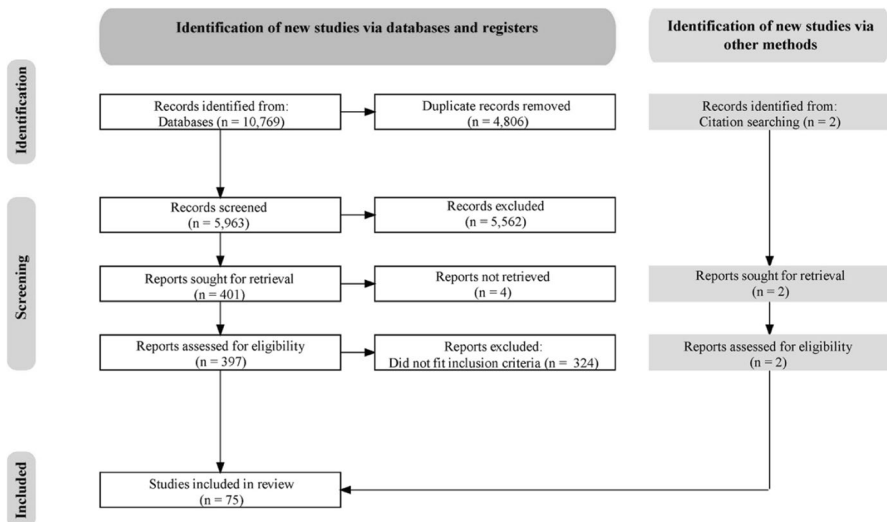 Identification of new studies via databases and registers
Identification of new studies via
other methods
Identification
Records identified from:
Databases (n = 10,769)
Duplicate records removed
(n = 4,806)
Records identified from:
Citation searching (n = 2)
Screening
Records screened
(n = 5,963)
Records excluded
(n = 5,562)
Reports sought for retrieval
(n = 401)
Reports not retrieved
(n = 4)
Reports sought for retrieval
(n = 2)
Reports assessed for eligibility
(n = 397)
Reports excluded:
Did not fit inclusion criteria (n = 324)
Reports assessed for eligibility
(n = 2)
Included
Studies included in review
(n = 75)